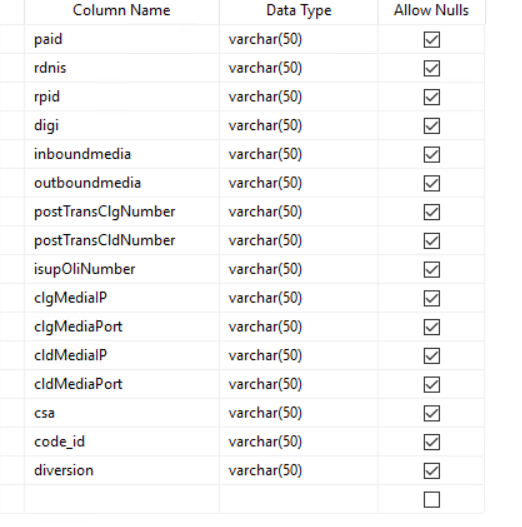 Column Name Data Type Allow Nulls
paid varchar(50)
rdnis varchar(50)
rpid varchar(50)
digi varchar(50)
inboundmedia varchar(50)
outboundmedia varchar(50)
postTransClgNumber varchar(50)
postTransCldNumber varchar(50)
isupOliNumber varchar(50)
clgMediaIP varchar(50)
clgMediaPort varchar(50)
cldMediaIP varchar(50)
cldMediaPort varchar(50)
csa varchar(50)
code_id varchar(50)
diversion varchar(50)